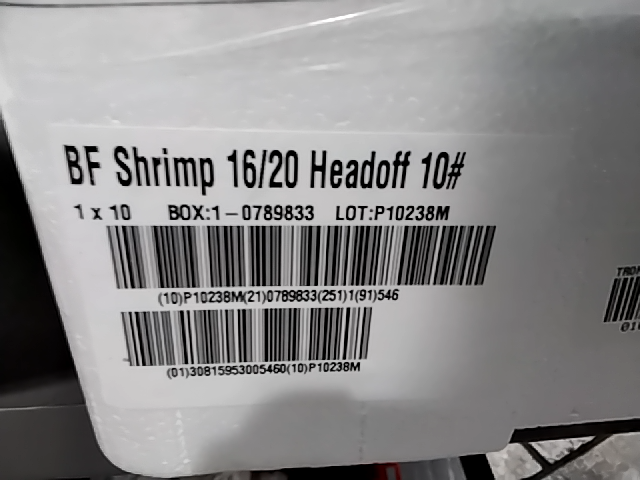 BF Shrimp 16/20 Headoff 10#
1 x 10 BOX:1-0789833 LOT:P10238M
(10)P10238M(21)0789833(251)1(91)546
(01)30815953005460(10)P10238M